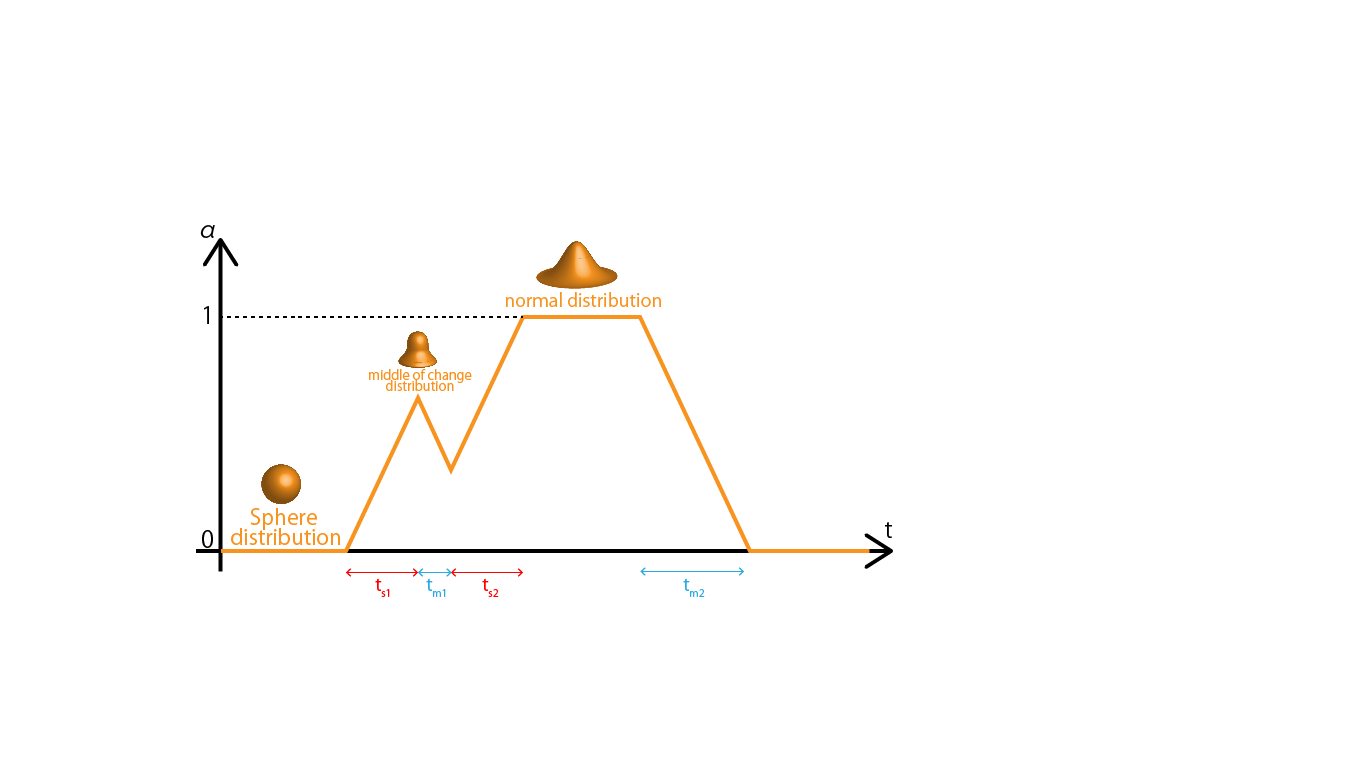 α
normal distribution
1
middle of change
distribution
Sphere
distribution
0
t
ts1
tm1
ts2
tm2